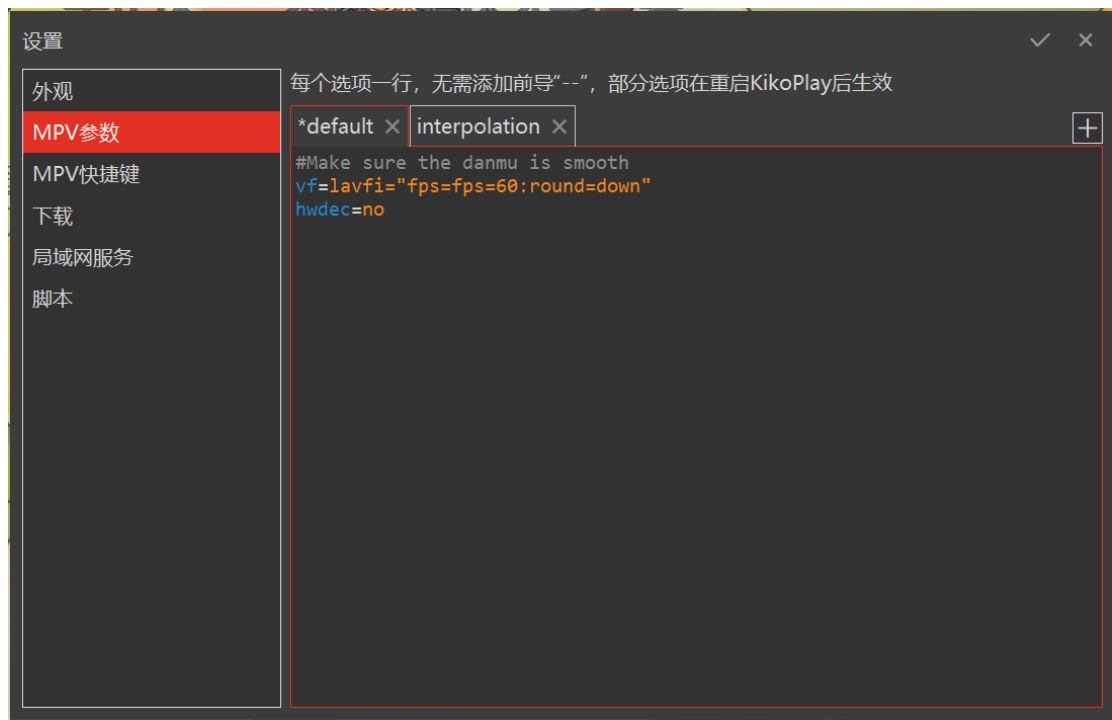 设置
外观
MPV参数
MPV快捷键
下载
局域网服务
脚本
每个选项一行，无需添加前导“--”，部分选项在重启KikoPlay后生效
*default
interpolation
#Make sure the danmu is smooth
vf=lavfi="fps=fps=60:round=down"
hwdec=no